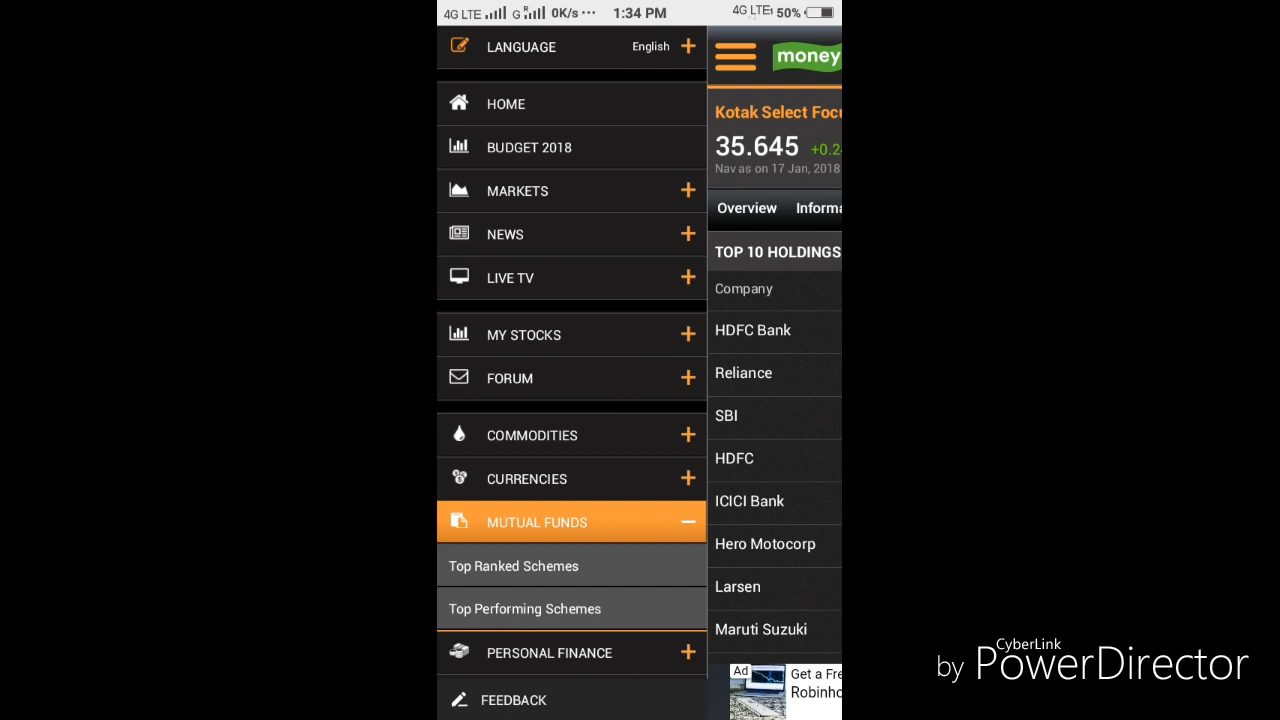 4G LTE G R 0K/s ··· 1:34 PM 4G LTE 50%
LANGUAGE English +
HOME
BUDGET 2018
MARKETS +
NEWS +
LIVE TV +
MY STOCKS +
FORUM +
COMMODITIES +
CURRENCIES +
MUTUAL FUNDS −
Top Ranked Schemes
Top Performing Schemes
PERSONAL FINANCE +
FEEDBACK
money
Kotak Select Foc
35.645 +0.2
Nav as on 17 Jan, 2018
Overview Informa
TOP 10 HOLDINGS
Company
HDFC Bank
Reliance
SBI
HDFC
ICICI Bank
Hero Motocorp
Larsen
Maruti Suzuki
Ad
Get a Fre
Robinho
CyberLink
by PowerDirector